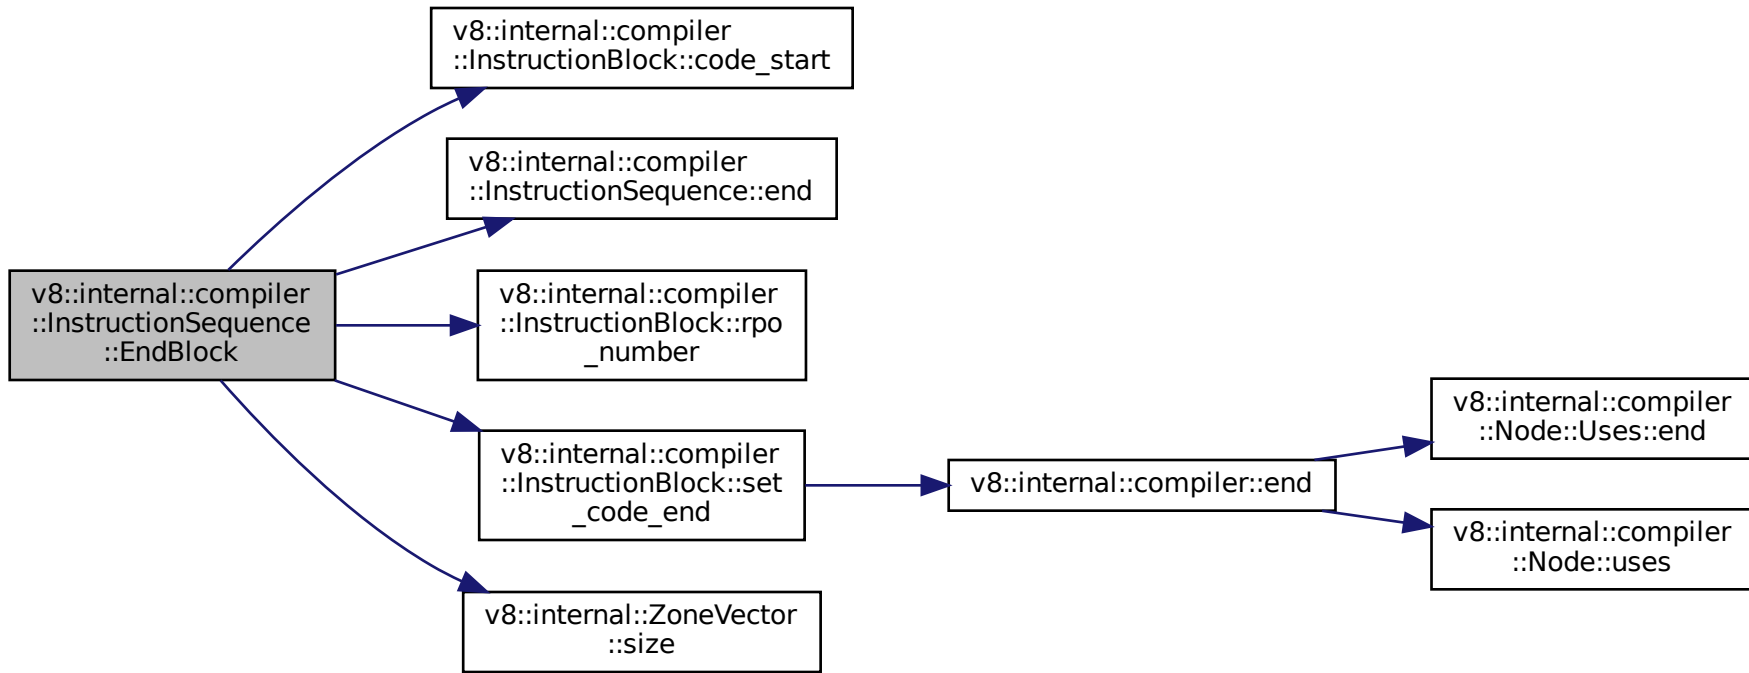 v8::internal::compiler
::InstructionBlock::code_start
v8::internal::compiler
::InstructionSequence::end
v8::internal::compiler
::InstructionSequence
::EndBlock
v8::internal::compiler
::InstructionBlock::rpo
_number
v8::internal::compiler
::InstructionBlock::set
_code_end
v8::internal::compiler::end
v8::internal::compiler
::Node::Uses::end
v8::internal::compiler
::Node::uses
v8::internal::ZoneVector
::size